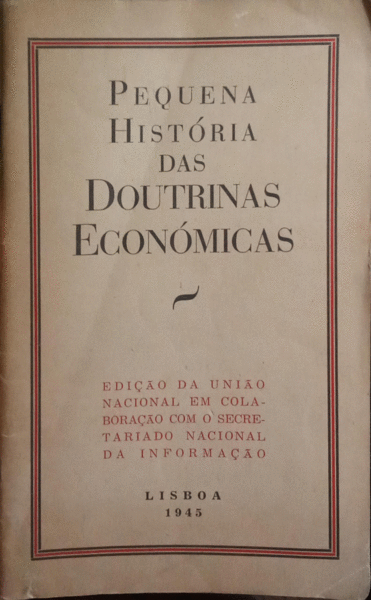 PEQUENA
HISTÓRIA
DAS
DOUTRINAS
ECONÓMICAS
~
EDIÇÃO DA UNIÃO
NACIONAL EM COLA-
BORAÇÃO COM O SECRE-
TARIADO NACIONAL
DA INFORMAÇÃO
LISBOA
1945